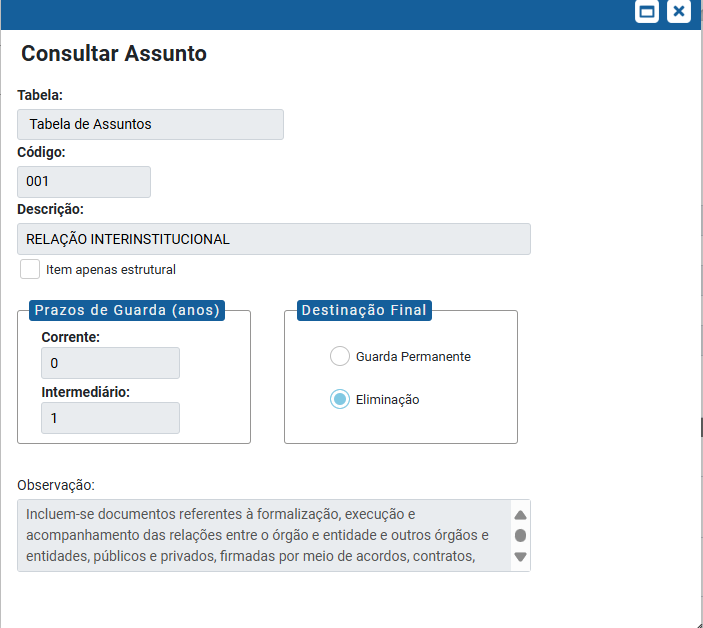 Consultar Assunto
Tabela:
Tabela de Assuntos
Código:
001
Descrição:
RELAÇÃO INTERINSTITUCIONAL
Item apenas estrutural
Prazos de Guarda (anos)
Corrente:
0
Intermediário:
1
Destinação Final
Guarda Permanente
Eliminação
Observação:
Incluem-se documentos referentes à formalização, execução e
acompanhamento das relações entre o órgão e entidade e outros órgãos e
entidades, públicos e privados, firmadas por meio de acordos, contratos,